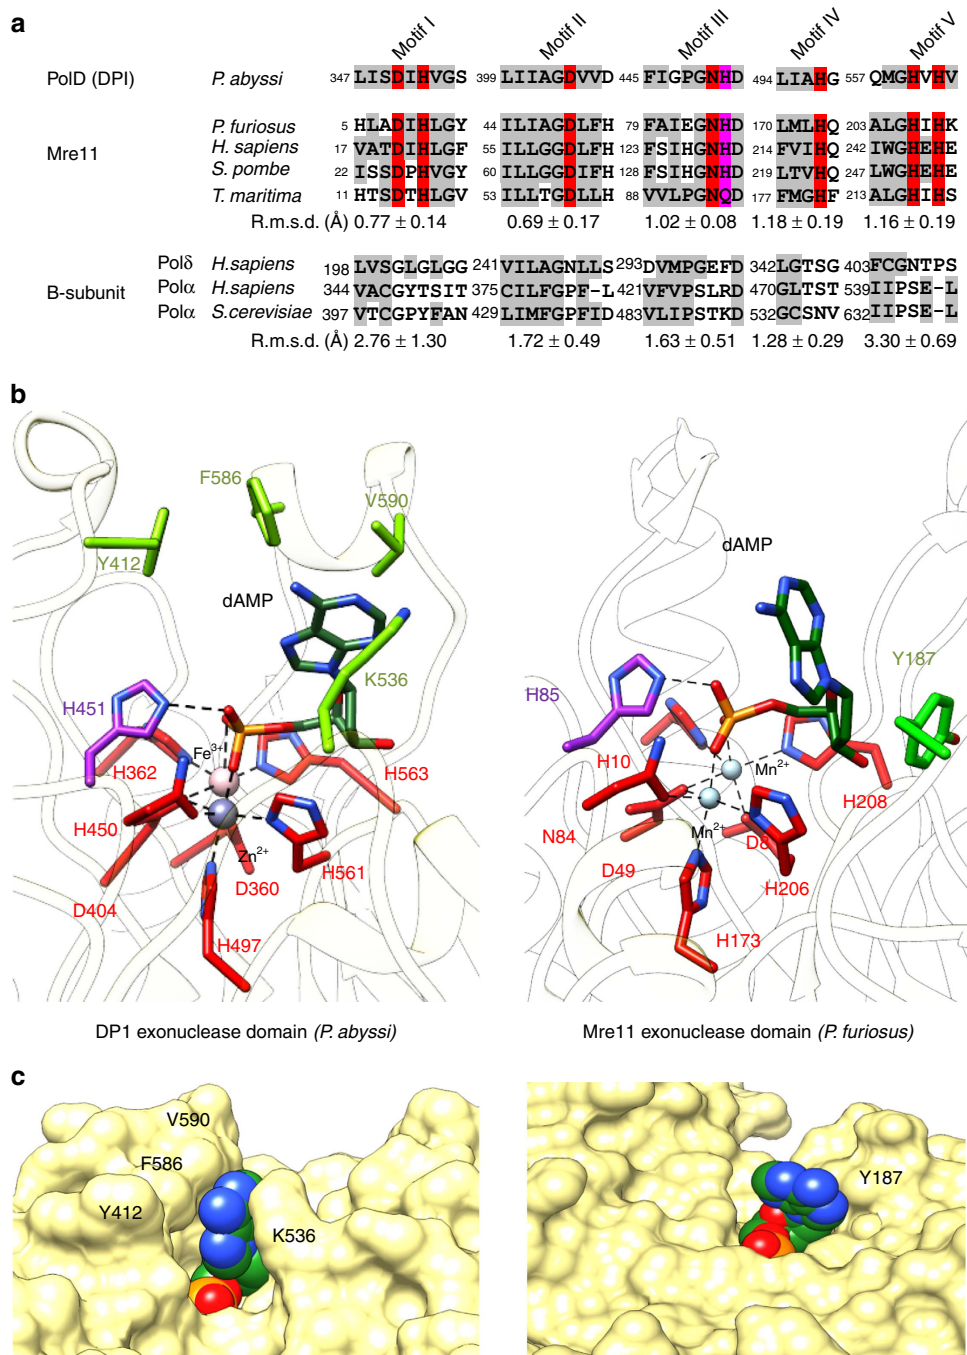 a
Motif I Motif II Motif III Motif IV Motif V
PolD (DPI) P. abyssi 347 LISDIHVGS 399 LIIAGDVVD 445 FIGPGNHD 494 LIAHG 557 QMGHVHV
P. furiosus 5 HLADIHLGY 44 ILIAGDLFH 79 FAIEGNHD 170 LMLHQ 203 ALGHIHK
Mre11 H. sapiens 17 VATDIHLGF 55 ILLGGDLFH 123 FSIHGNHD 214 FVIHQ 242 IWGHEHE
S. pombe 22 ISSDPHVGY 60 ILLGGDIFH 128 FSIHGNHD 219 LTVHQ 247 LWGHEHE
T. maritima 11 HTSDTHLGV 53 ILLTGDLLH 88 VVLPGNQD 177 FMGHF 213 ALGHIHS
R.m.s.d. (Å) 0.77 ± 0.14 0.69 ± 0.17 1.02 ± 0.08 1.18 ± 0.19 1.16 ± 0.19
Polδ H.sapiens 198 LVSGLGLGG 241 VILAGNLLS 293 DVMPGEFD 342 LGTSG 403 FCGNTPS
B-subunit Polα H.sapiens 344 VACGYTSIT 375 CILFGPF–L 421 VFVPSLRD 470 GLTST 539 IIPSE–L
Polα S.cerevisiae 397 VTCGPYFAN 429 LIMFGPFID 483 VLIPSTKD 532 GCSNV 632 IIPSE–L
R.m.s.d. (Å) 2.76 ± 1.30 1.72 ± 0.49 1.63 ± 0.51 1.28 ± 0.29 3.30 ± 0.69
b
F586
V590
Y412
dAMP
K536
H451
Fe3+
H362
H563
H450
Zn2+
H561
D360
D404
H497
DP1 exonuclease domain (P. abyssi)
dAMP
Y187
H85
H10
Mn2+
H208
N84
Mn2+
D8
D49
H206
H173
Mre11 exonuclease domain (P. furiosus)
c
V590
F586
Y412
K536
Y187